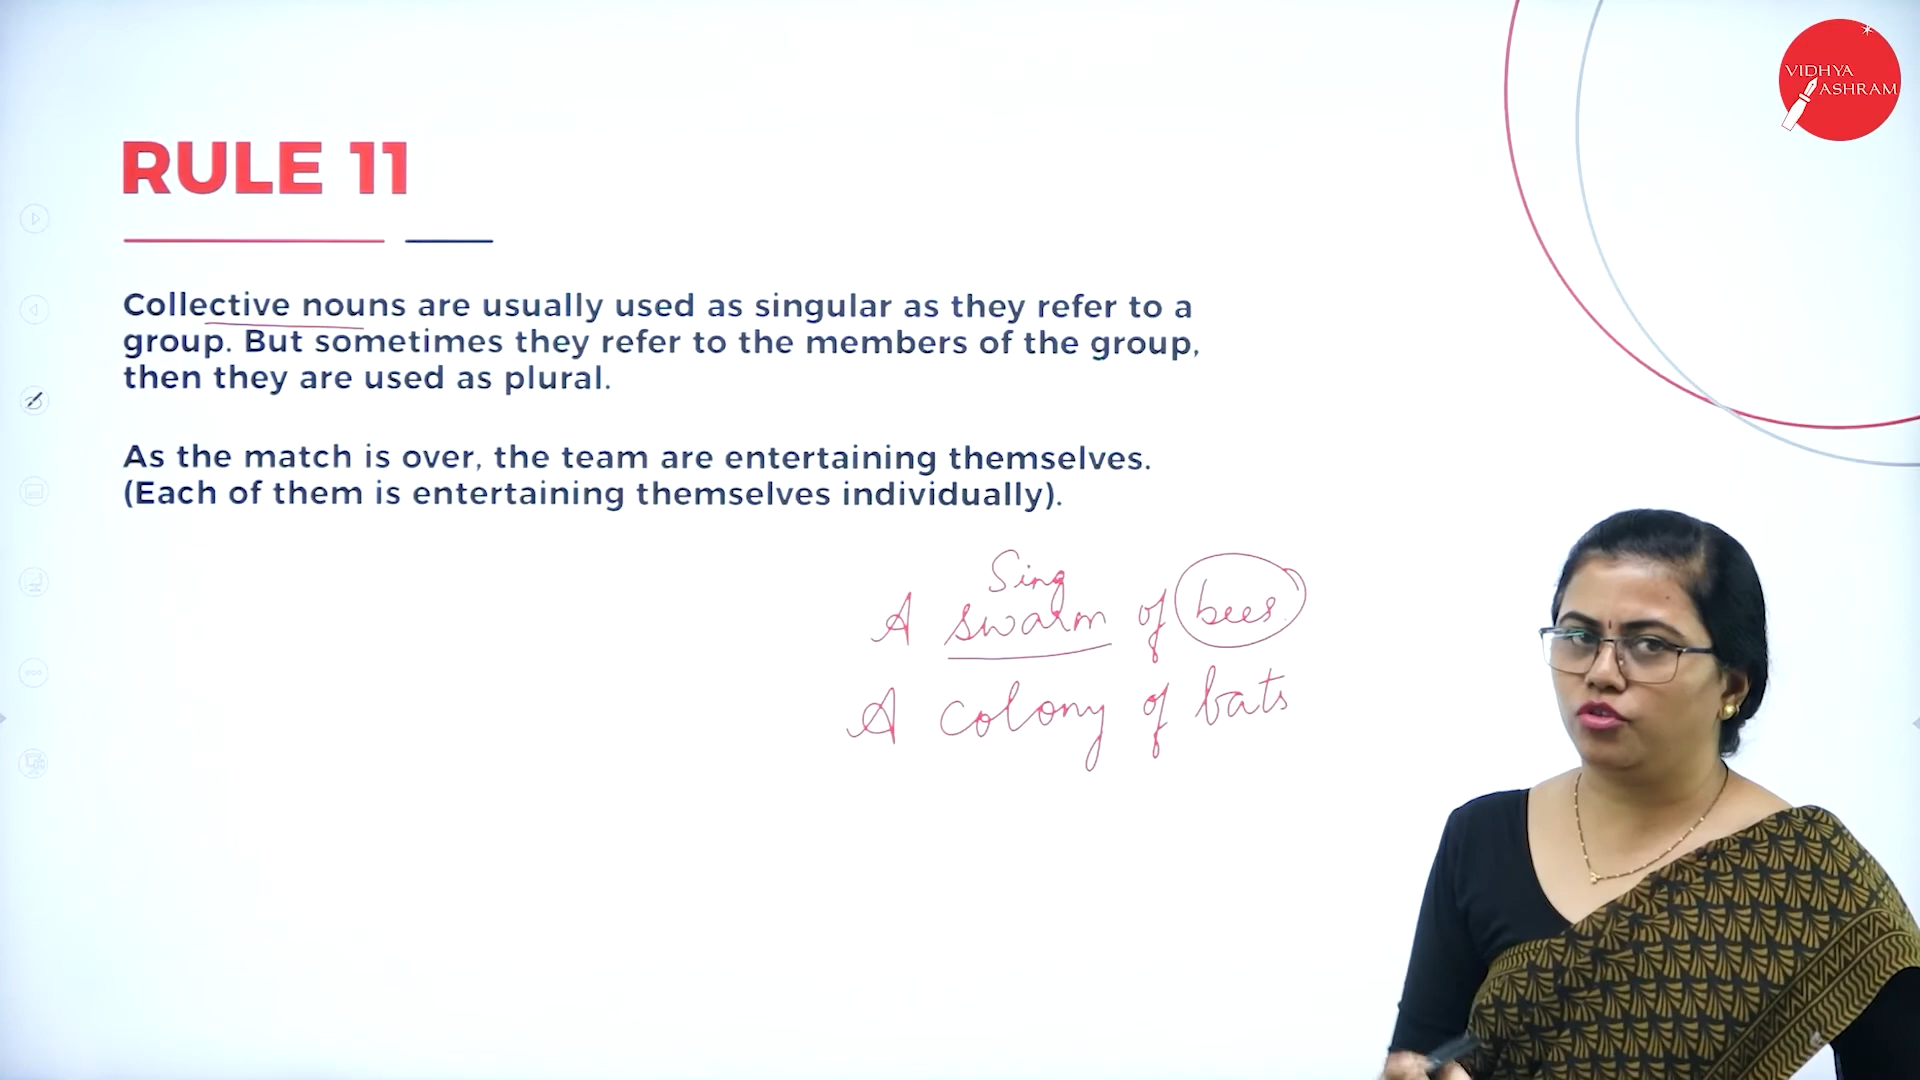 VIDHYA
ASHRAM
RULE 11
Collective nouns are usually used as singular as they refer to a
group. But sometimes they refer to the members of the group,
then they are used as plural.
As the match is over, the team are entertaining themselves.
(Each of them is entertaining themselves individually).
Sing
A swarm of bees
A colony of bats